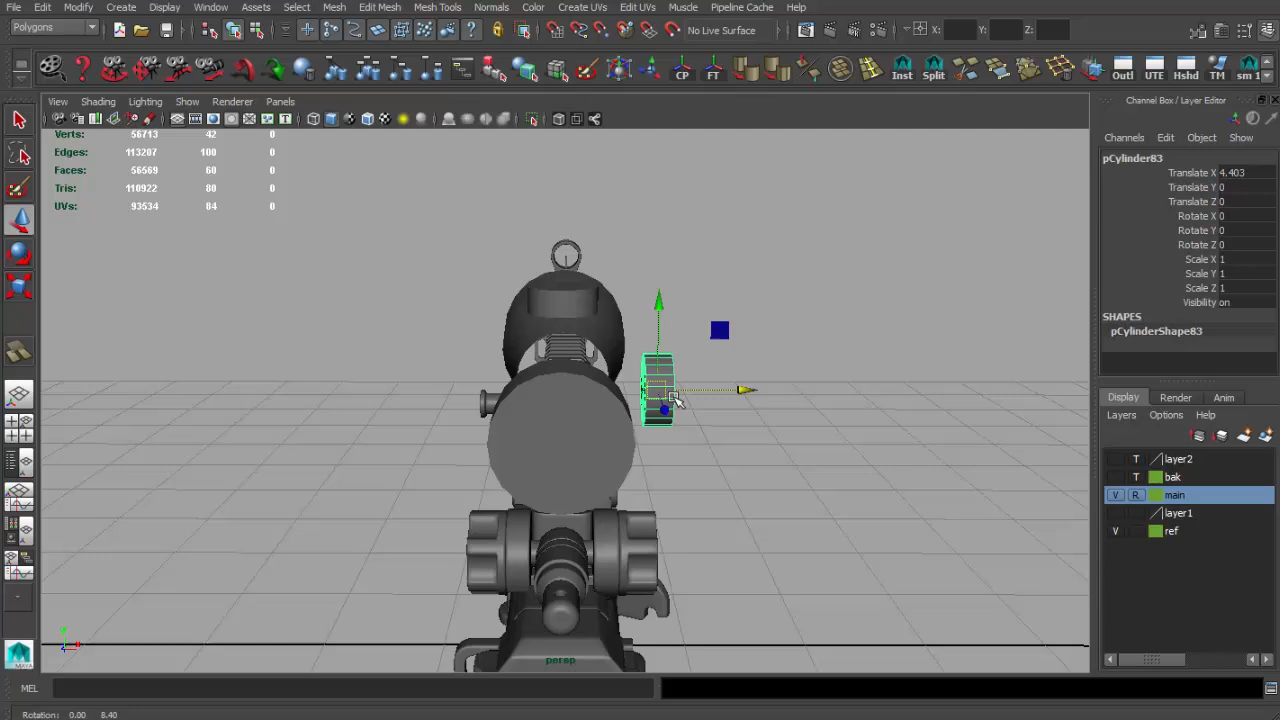 File Edit Modify Create Display Window Assets Select Mesh Edit Mesh Mesh Tools Normals Color Create UVs Edit UVs Muscle Pipeline Cache Help
Polygons No Live Surface X: Y: Z:
CP FT Inst Split Outl UTE Hshd TM sm 1
View Shading Lighting Show Renderer Panels
Verts: 56713 42 0
Edges: 113207 100 0
Faces: 56569 60 0
Tris: 110922 80 0
UVs: 93534 84 0
persp
Channel Box / Layer Editor
Channels Edit Object Show
pCylinder83
Translate X 4.403
Translate Y 0
Translate Z 0
Rotate X 0
Rotate Y 0
Rotate Z 0
Scale X 1
Scale Y 1
Scale Z 1
Visibility on
SHAPES
pCylinderShape83
Display Render Anim
Layers Options Help
T layer2
T bak
V R main
layer1
V ref
MAYA
MEL
Rotation: 0.00 8.40